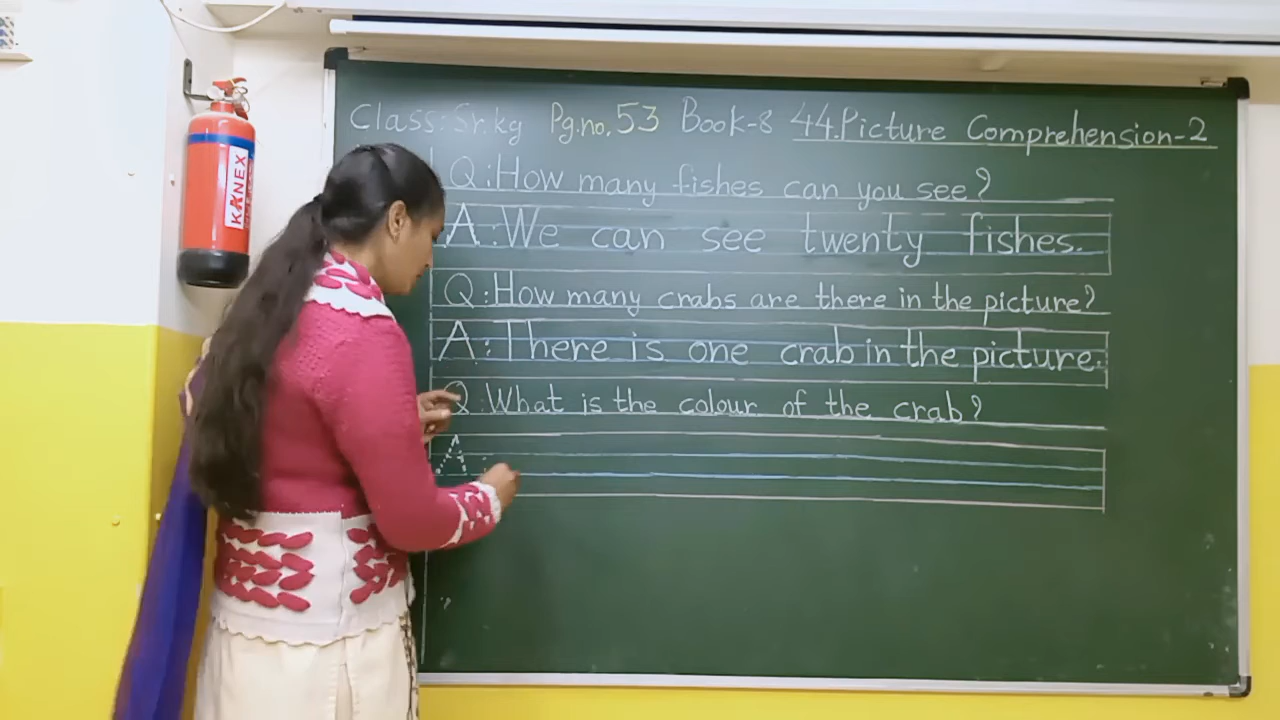 KANEX
Class: Sr.kg Pg.no.53 Book-8 44.Picture Comprehension-2
Q:How many fishes can you see?
A:We can see twenty fishes.
Q:How many crabs are there in the picture?
A:There is one crab in the picture.
Q:What is the colour of the crab?
A